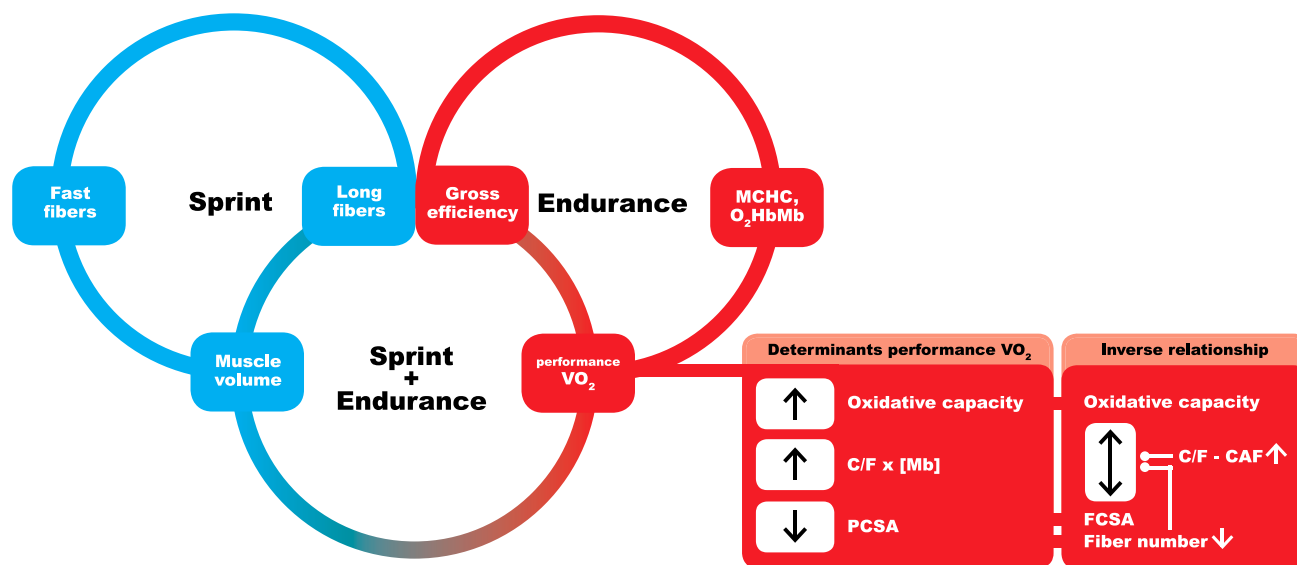 Fast
fibers
Sprint
Long
fibers
Gross
efficiency
Endurance
MCHC,
O₂HbMb
Muscle
volume
Sprint
+
Endurance
performance
VO₂
Determinants performance VO₂
Oxidative capacity
C/F x [Mb]
PCSA
Inverse relationship
Oxidative capacity
C/F - CAF
FCSA
Fiber number